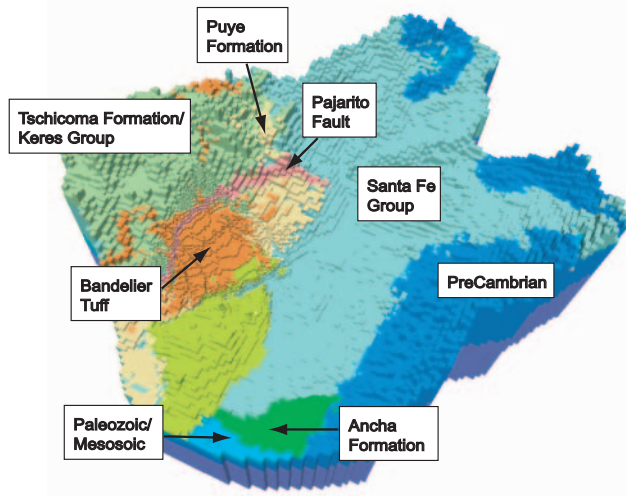 Puye
Formation
Tschicoma Formation/
Keres Group
Pajarito
Fault
Santa Fe
Group
Bandelier
Tuff
PreCambrian
Paleozoic/
Mesosoic
Ancha
Formation